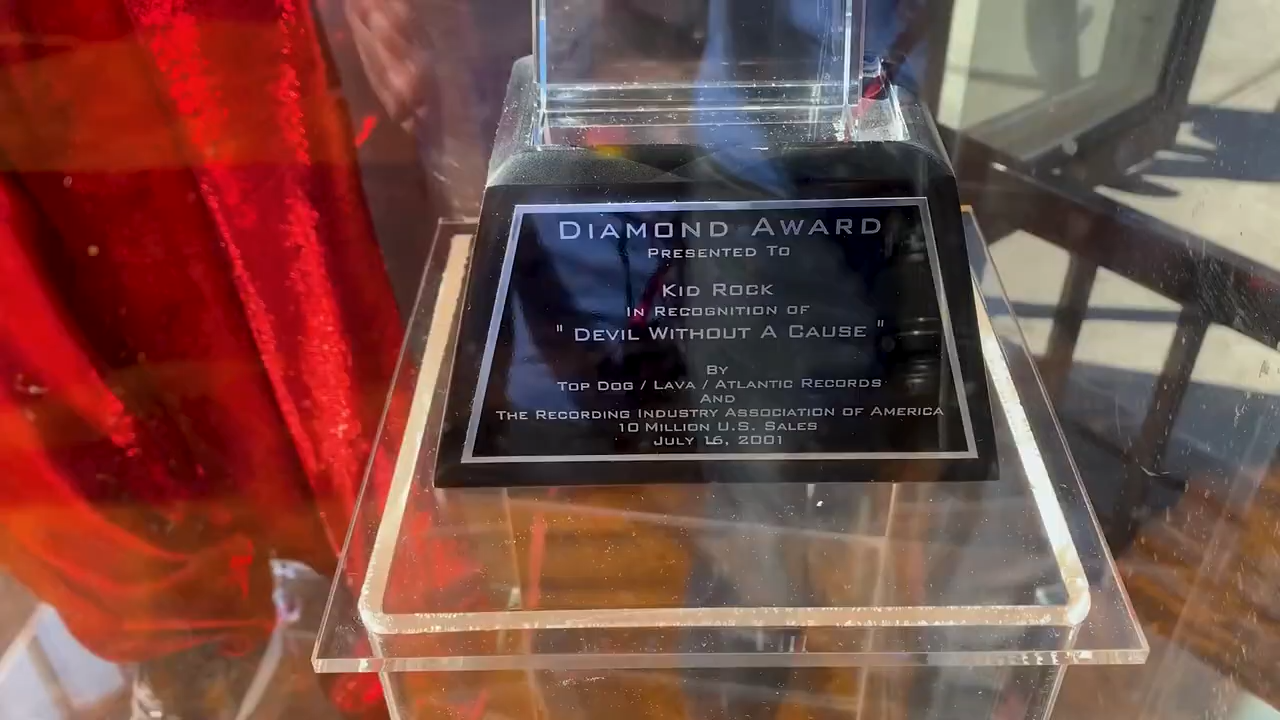 DIAMOND AWARD
PRESENTED TO
KID ROCK
IN RECOGNITION OF
" DEVIL WITHOUT A CAUSE "
BY
TOP DOG / LAVA / ATLANTIC RECORDS
AND
THE RECORDING INDUSTRY ASSOCIATION OF AMERICA
10 MILLION U.S. SALES
JULY 16, 2001